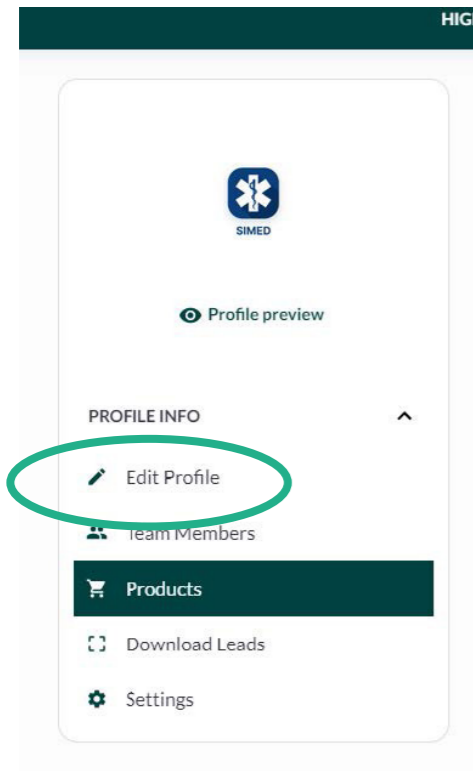 HIG
SIMED
Profile preview
PROFILE INFO
Edit Profile
Team Members
Products
Download Leads
Settings